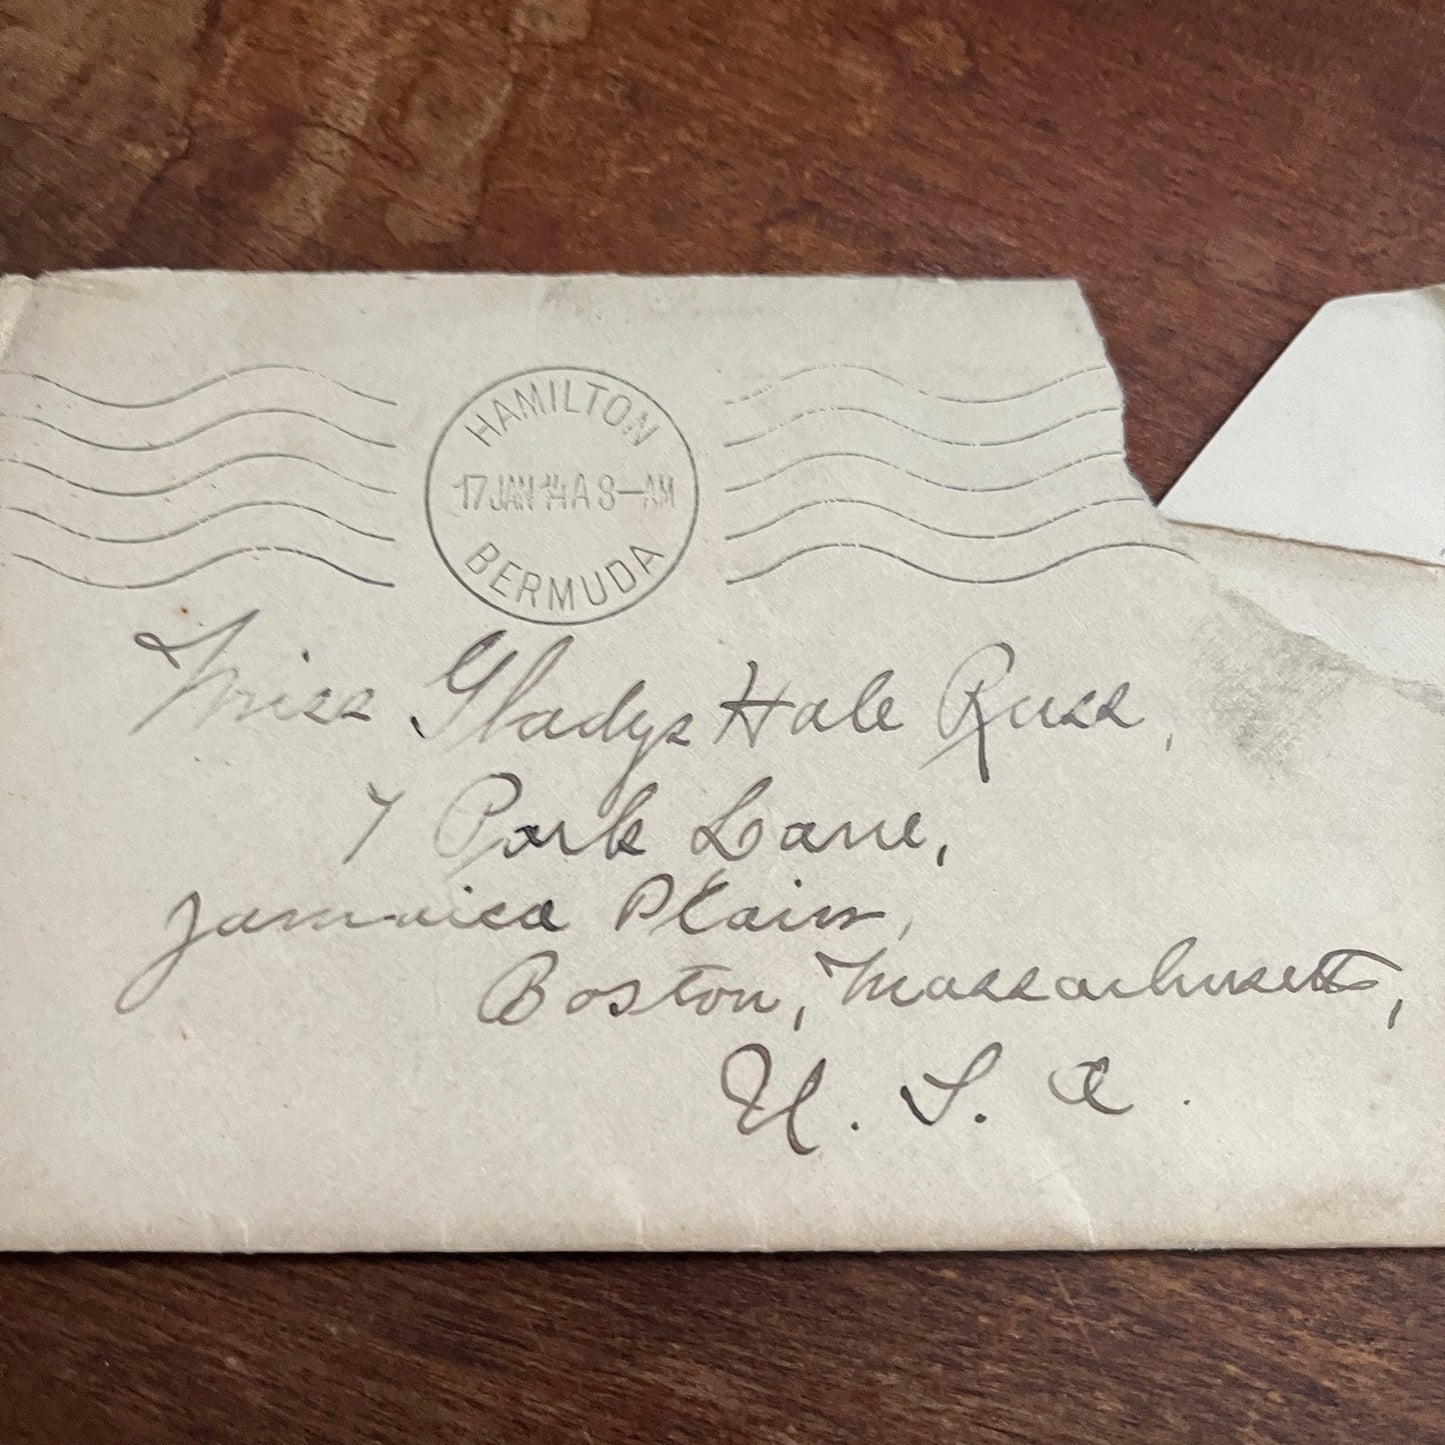 HAMILTON
17 JAN 14 A 8—AM
BERMUDA
Miss Gladys Hale Russ,
7 Park Lane,
Jamaica Plain,
Boston, Massachusetts,
U. S. A.